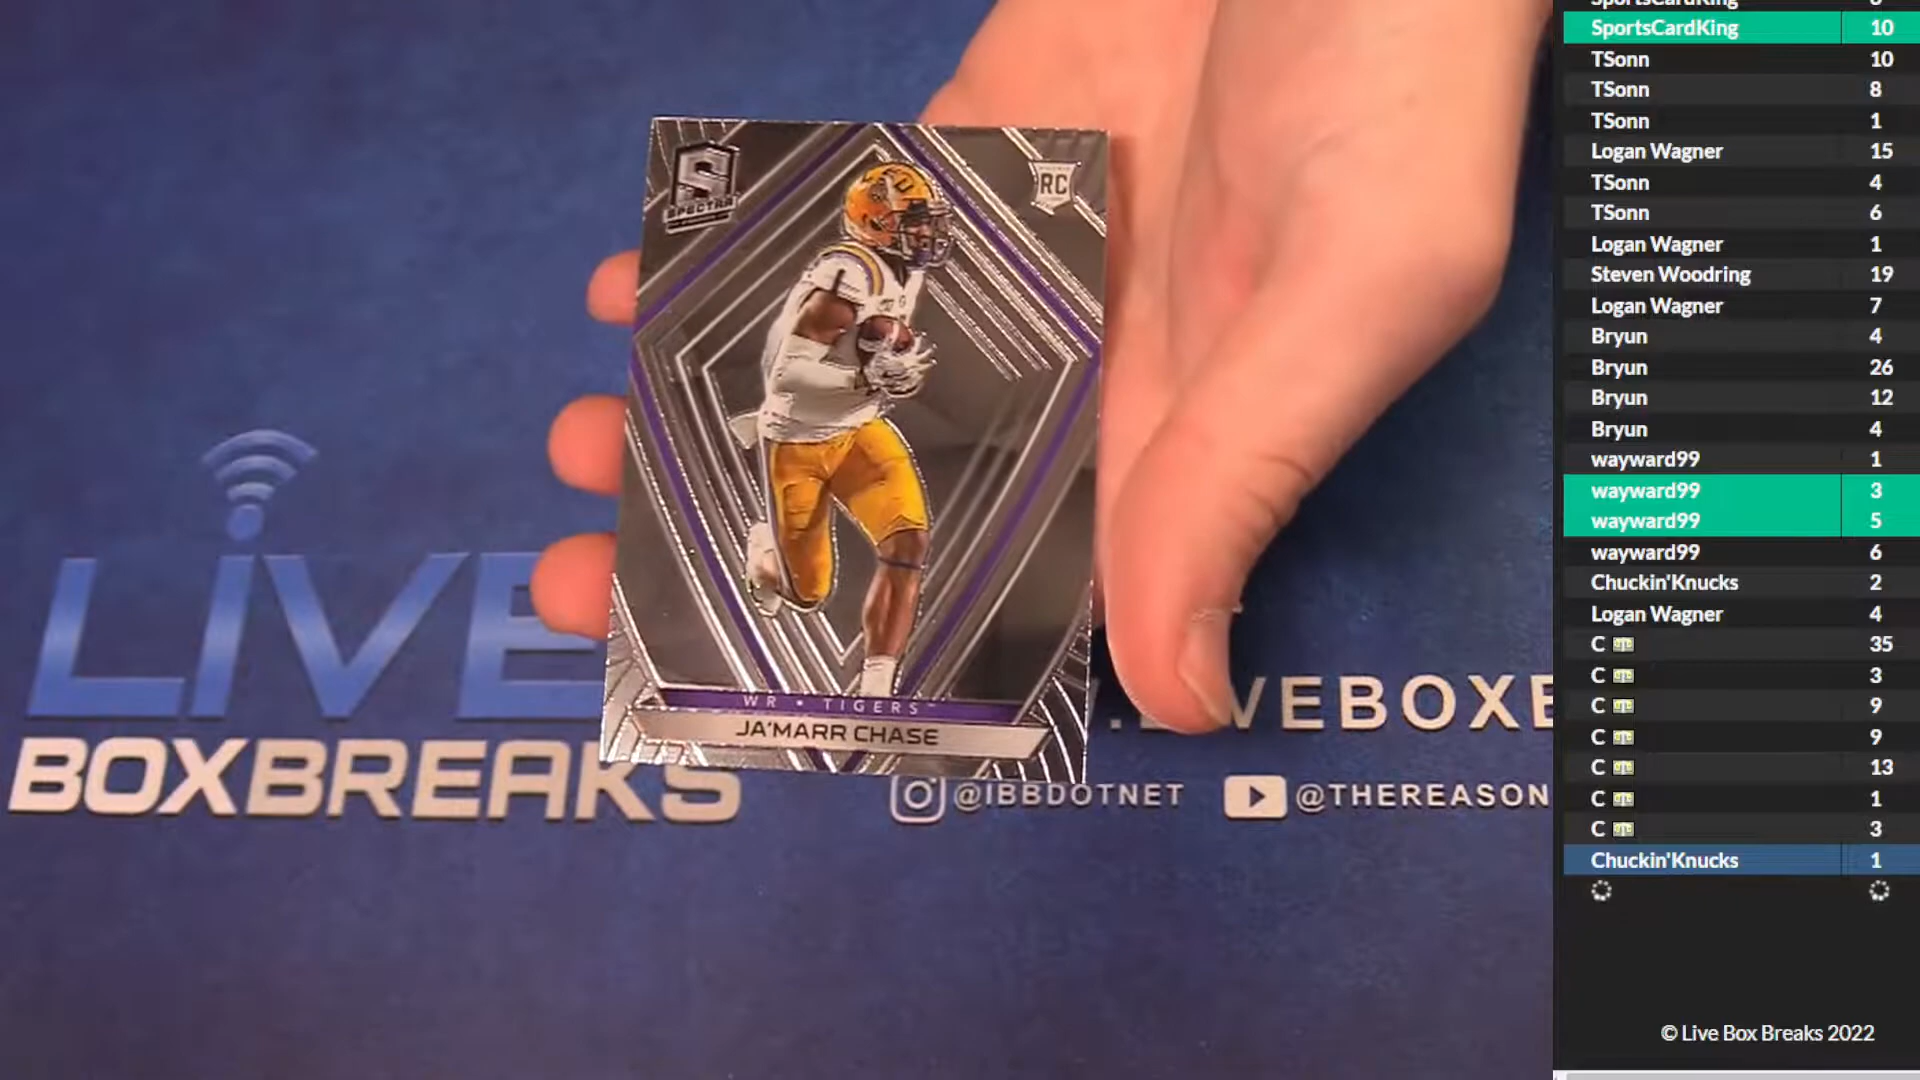 SportsCardKing
SportsCardKing 10
TSonn 10
TSonn 8
TSonn 1
Logan Wagner 15
TSonn 4
TSonn 6
Logan Wagner 1
Steven Woodring 19
Logan Wagner 7
Bryun 4
Bryun 26
Bryun 12
Bryun 4
wayward99 1
wayward99 3
wayward99 5
wayward99 6
Chuckin'Knucks 2
Logan Wagner 4
C 35
C 3
C 9
C 9
C 13
C 1
C 3
Chuckin'Knucks 1
© Live Box Breaks 2022
S
SPECTRA
RC
LSU
WR • TIGERS™
JA'MARR CHASE
LiVE
BOXBREAKS
@IBBDOTNET
@THEREASON